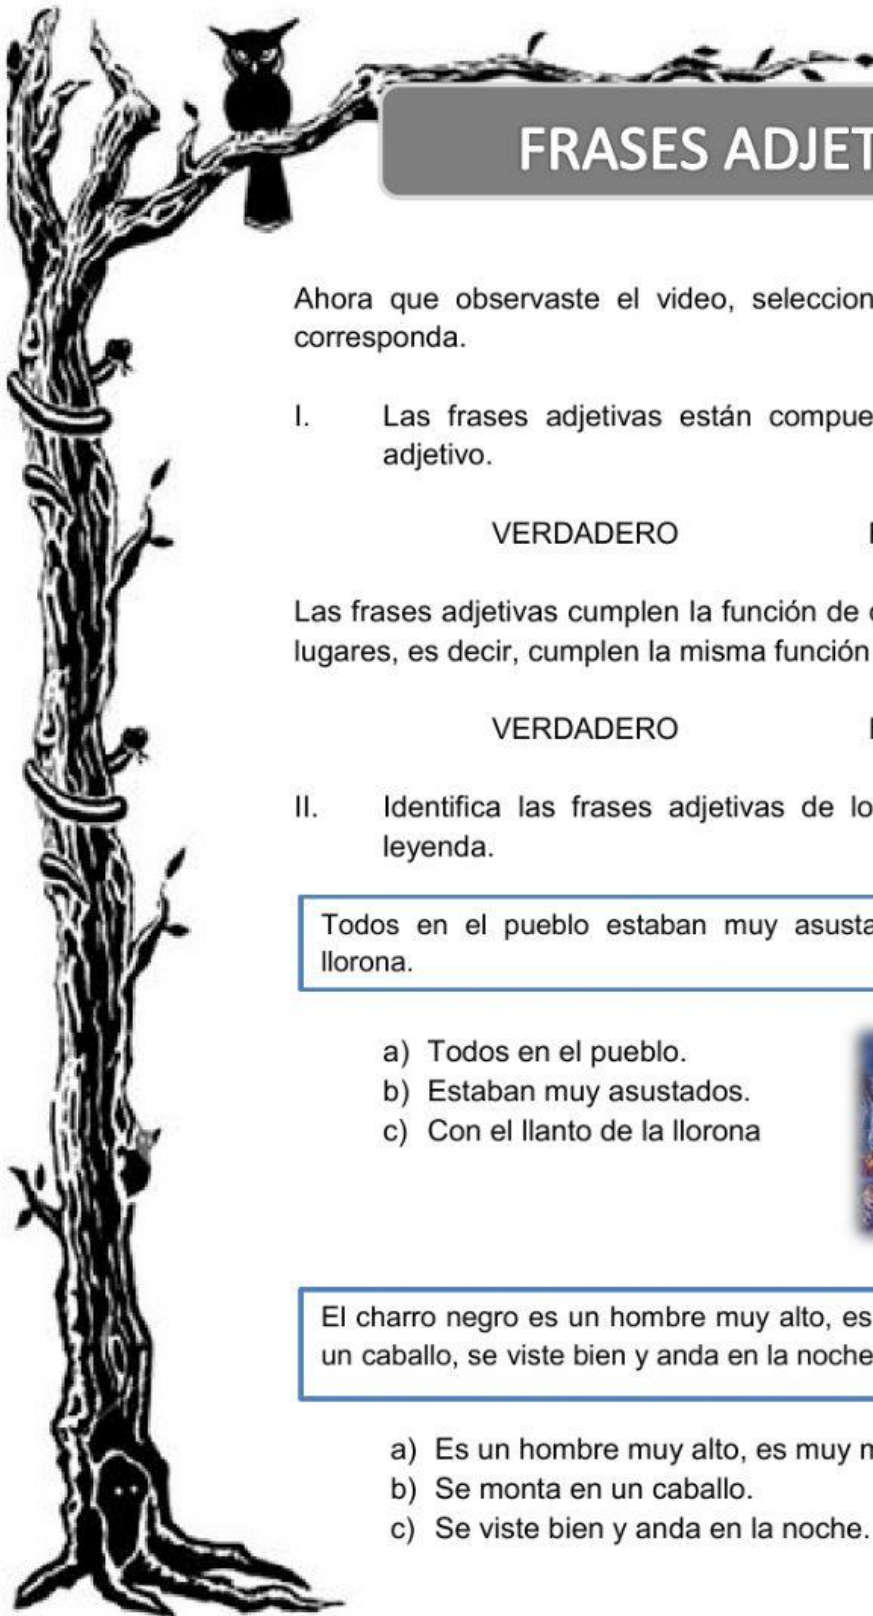 FRASES ADJET
Ahora que observaste el video, seleccion
corresponda.
I. Las frases adjetivas están compue
adjetivo.
VERDADERO
Las frases adjetivas cumplen la función de
lugares, es decir, cumplen la misma función
VERDADERO
II. Identifica las frases adjetivas de lo
leyenda.
Todos en el pueblo estaban muy asusta
llorona.
a) Todos en el pueblo.
b) Estaban muy asustados.
c) Con el llanto de la llorona
El charro negro es un hombre muy alto, es
un caballo, se viste bien y anda en la noche
a) Es un hombre muy alto, es muy
b) Se monta en un caballo.
c) Se viste bien y anda en la noche.